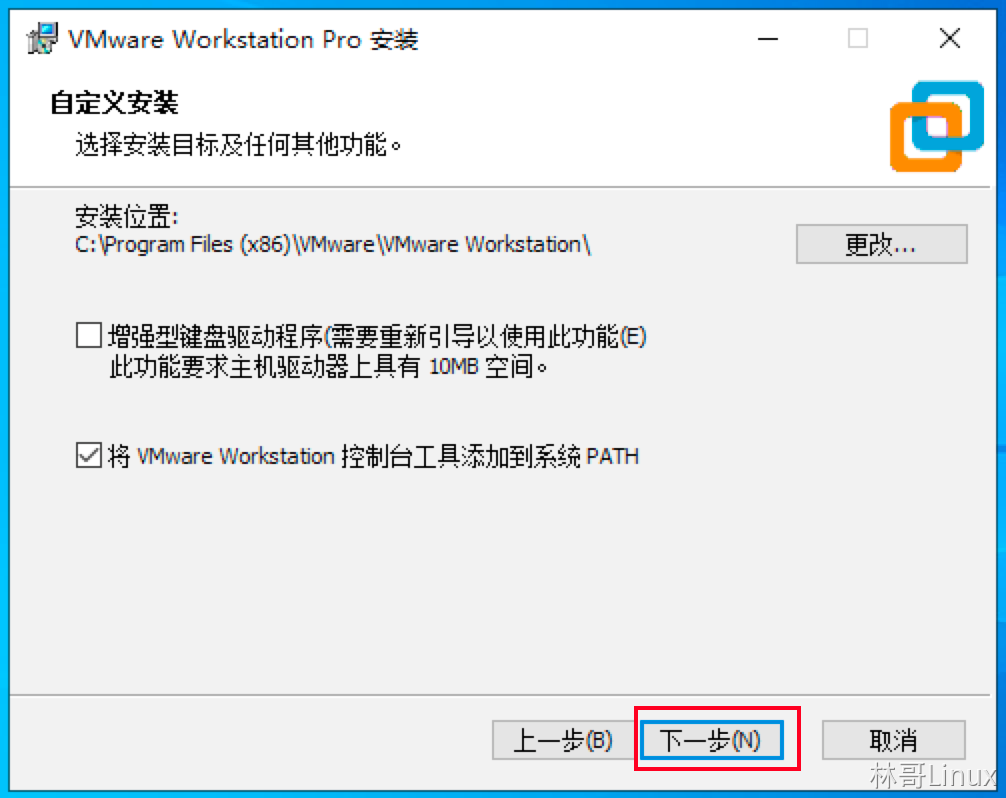 VMware Workstation Pro 安装
自定义安装
选择安装目标及任何其他功能。
安装位置:
C:\Program Files (x86)\VMware\VMware Workstation\
更改...
增强型键盘驱动程序(需要重新引导以使用此功能(E)
此功能要求主机驱动器上具有 10MB 空间。
将 VMware Workstation 控制台工具添加到系统 PATH
上一步(B) 下一步(N) 取消
林哥Linux